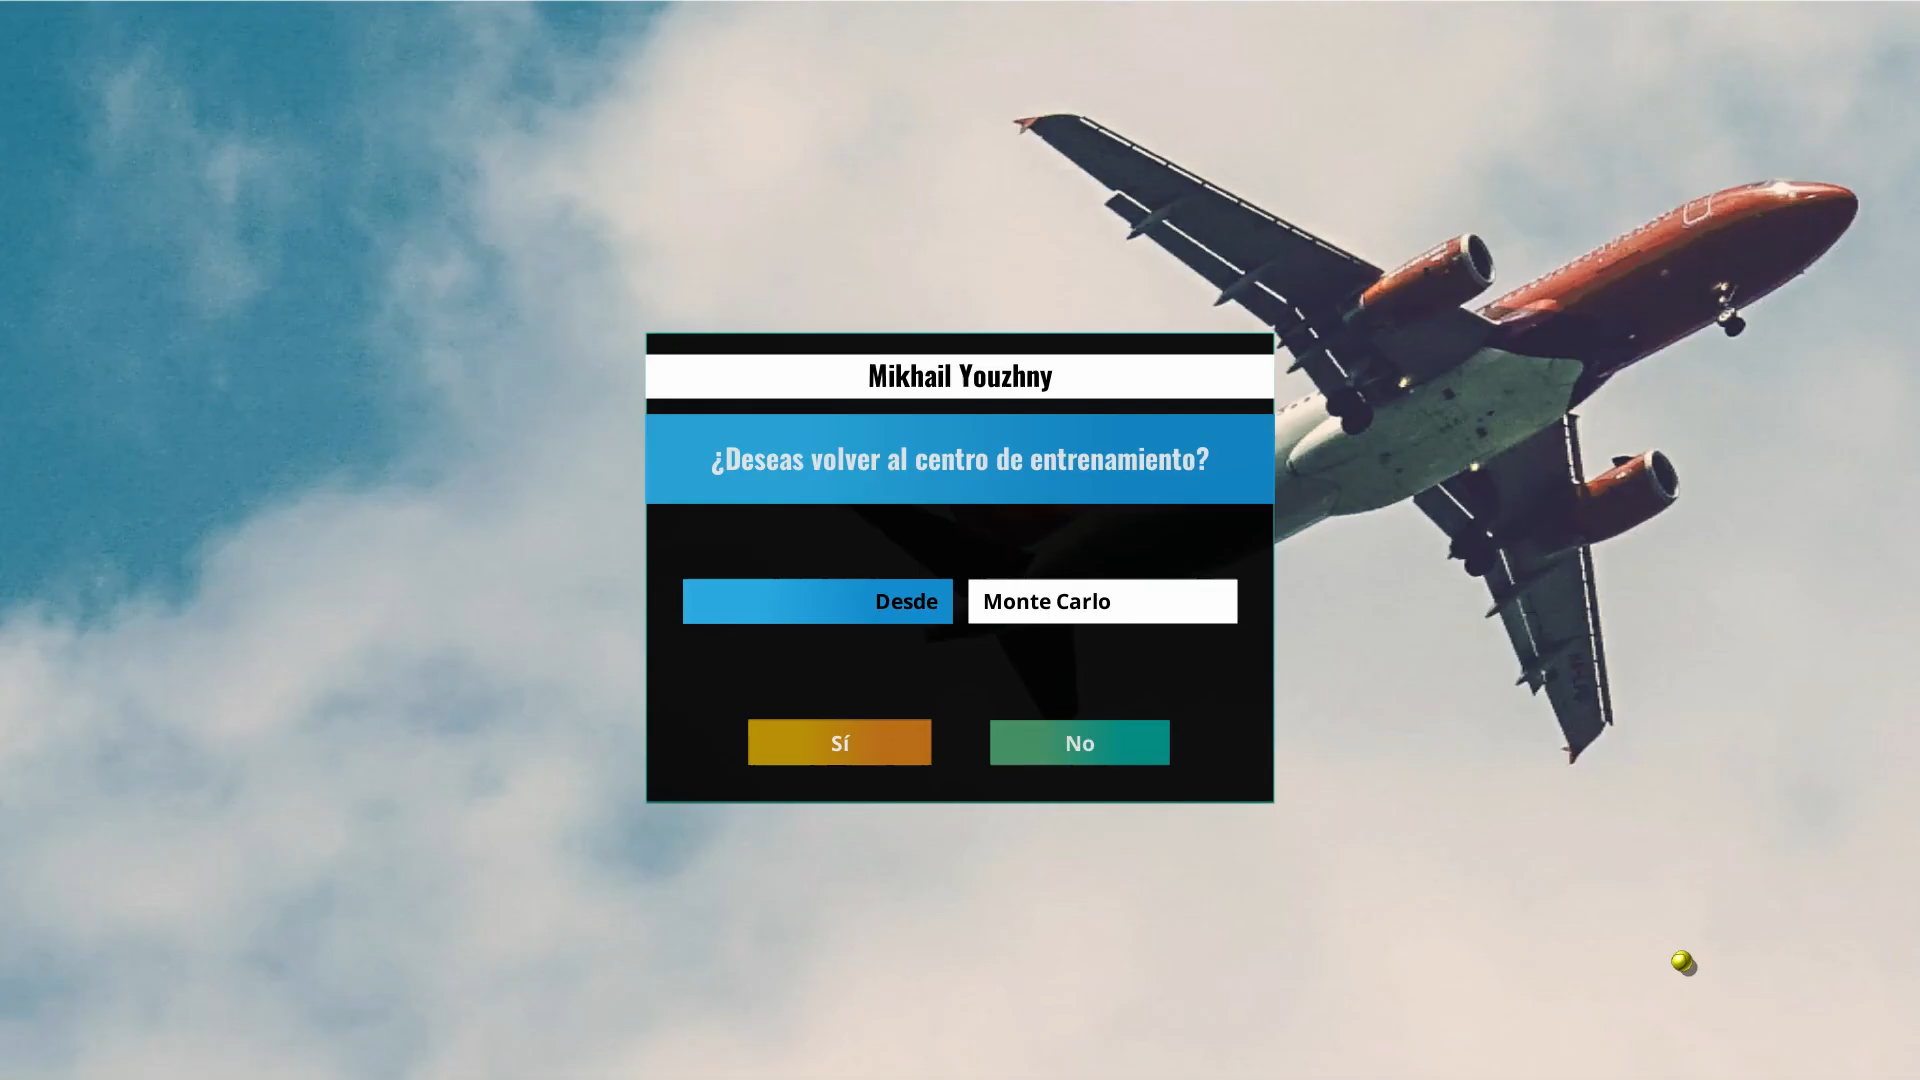 Mikhail Youzhny
¿Deseas volver al centro de entrenamiento?
Desde
Monte Carlo
Sí
No